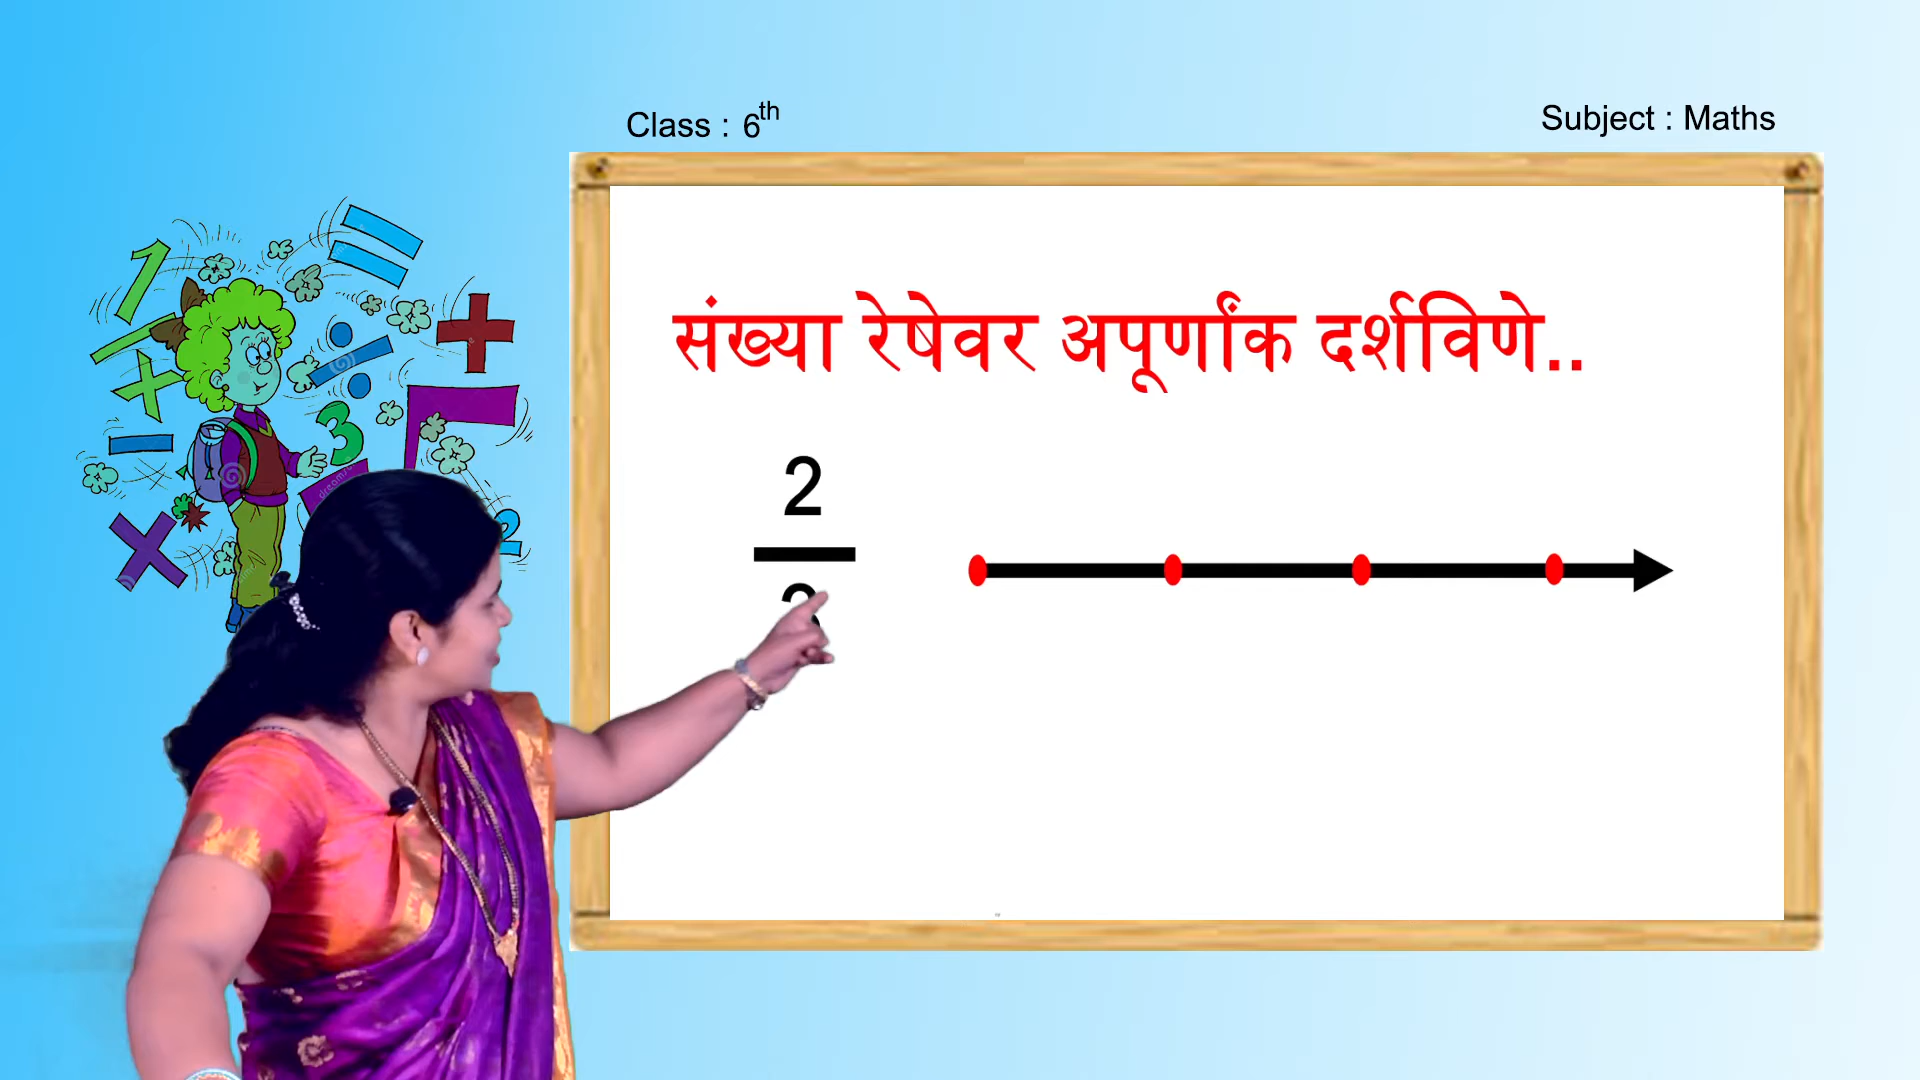 Class : 6th
Subject : Maths
संख्या रेषेवर अपूर्णांक दर्शविणे..
2